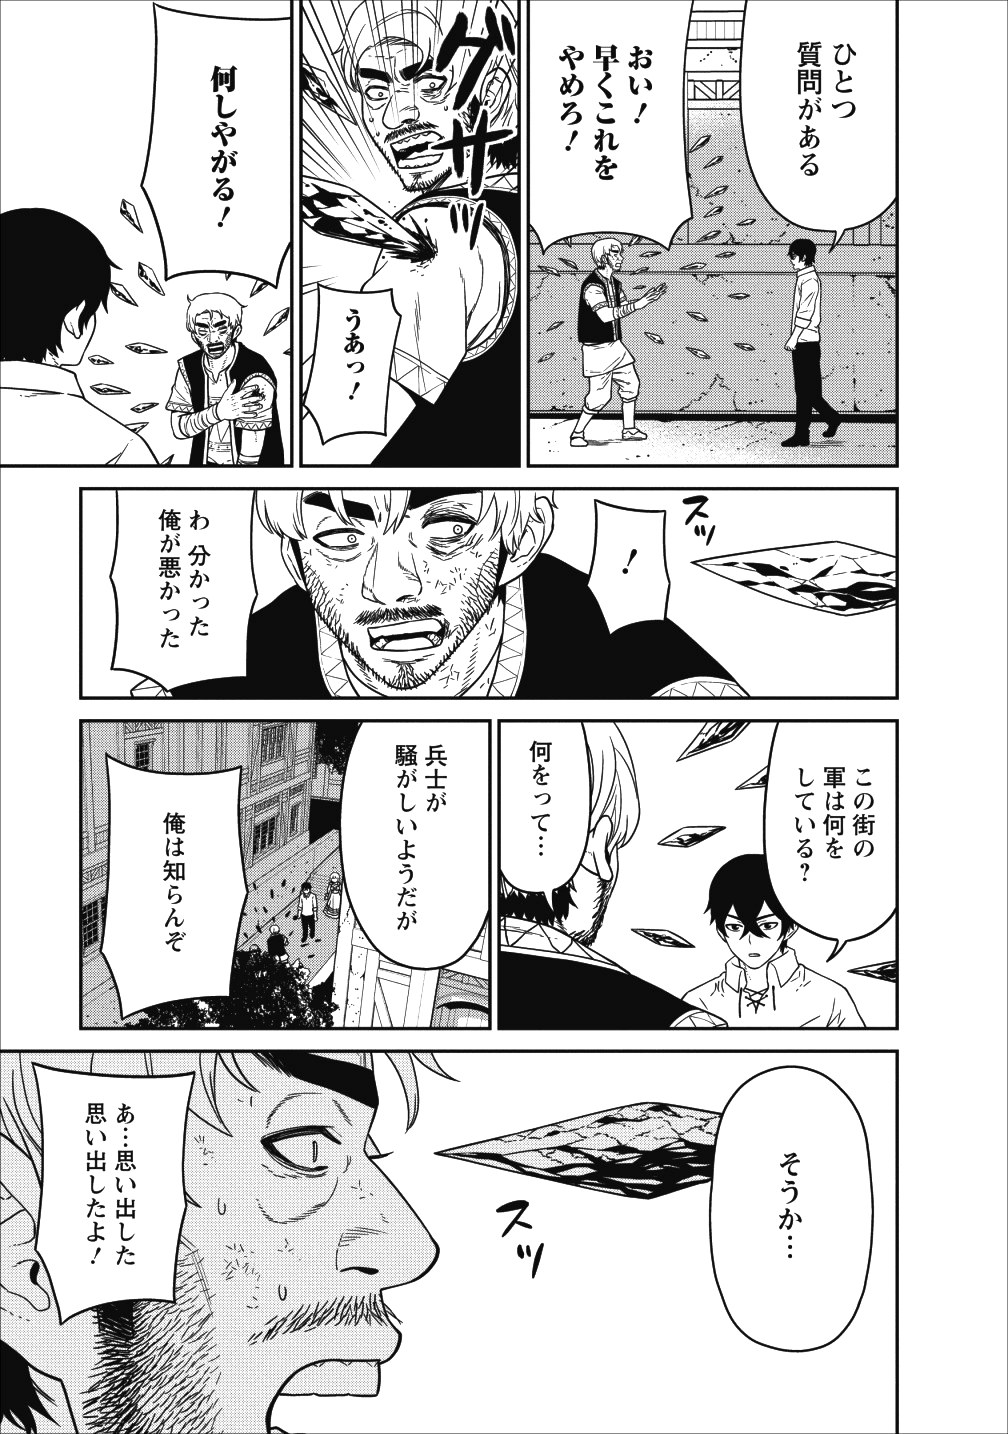 ひとつ
質問がある
おい！
早くこれを
やめろ！
グサッ
うあっ！
何しやがる！
スッ
！
わ 分かった
俺が悪かった
この街の
軍は何を
している？
何をって…
兵士が
騒がしいようだが
俺は知らんぞ
そうか…
スッ
あ…思い出した
思い出したよ！